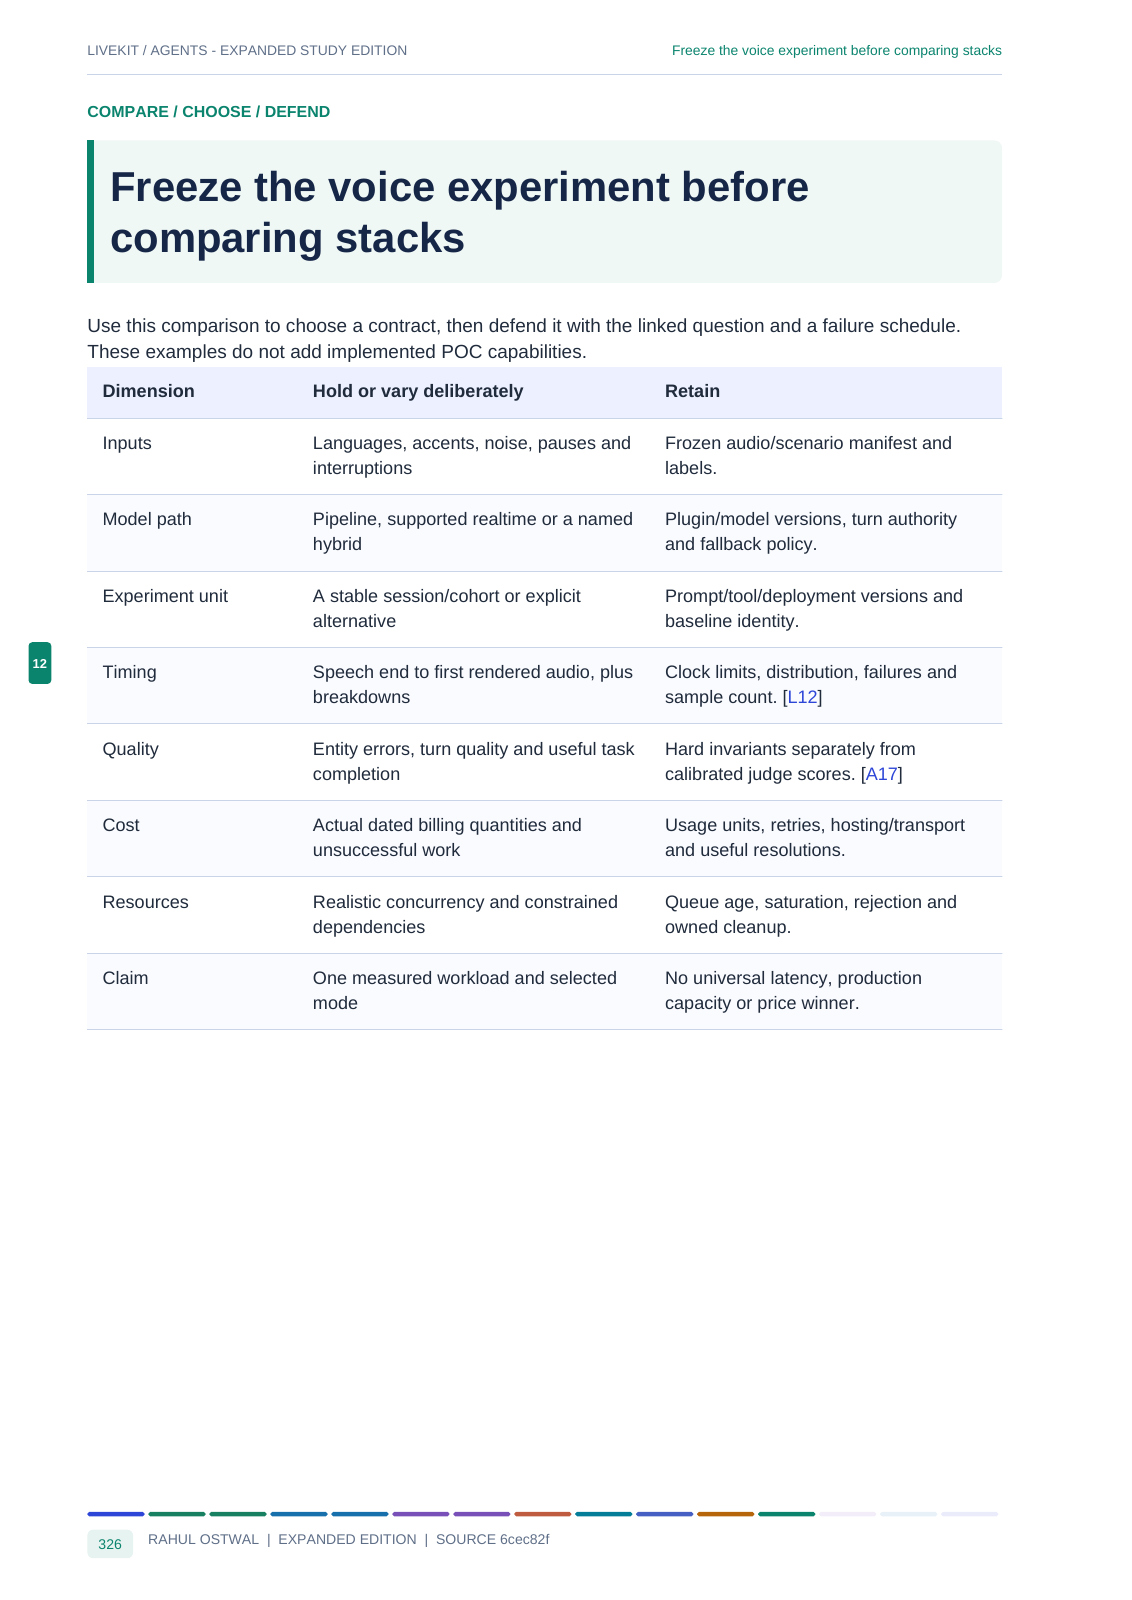 LIVEKIT / AGENTS - EXPANDED STUDY EDITION
Freeze the voice experiment before comparing stacks
COMPARE / CHOOSE / DEFEND
Freeze the voice experiment before
comparing stacks
Use this comparison to choose a contract, then defend it with the linked question and a failure schedule.
These examples do not add implemented POC capabilities.
Dimension
Hold or vary deliberately
Retain
Inputs
Languages, accents, noise, pauses and
interruptions
Frozen audio/scenario manifest and
labels.
Model path
Pipeline, supported realtime or a named
hybrid
Plugin/model versions, turn authority
and fallback policy.
Experiment unit
A stable session/cohort or explicit
alternative
Prompt/tool/deployment versions and
baseline identity.
12
Timing
Speech end to first rendered audio, plus
breakdowns
Clock limits, distribution, failures and
sample count. [L12]
Quality
Entity errors, turn quality and useful task
completion
Hard invariants separately from
calibrated judge scores. [A17]
Cost
Actual dated billing quantities and
unsuccessful work
Usage units, retries, hosting/transport
and useful resolutions.
Resources
Realistic concurrency and constrained
dependencies
Queue age, saturation, rejection and
owned cleanup.
Claim
One measured workload and selected
mode
No universal latency, production
capacity or price winner.
326
RAHUL OSTWAL | EXPANDED EDITION | SOURCE 6cec82f